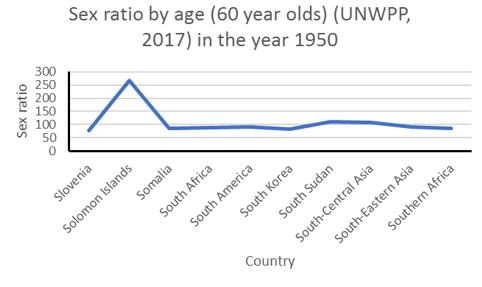 Sex ratio by age (60 year olds) (UNWPP,
2017) in the year 1950
300
250
200
150
100
50
0
Sex ratio
Slovenia
Solomon Islands
Somalia
South Africa
South America
South Korea
South Sudan
South-Central Asia
South-Eastern Asia
Southern Africa
Country